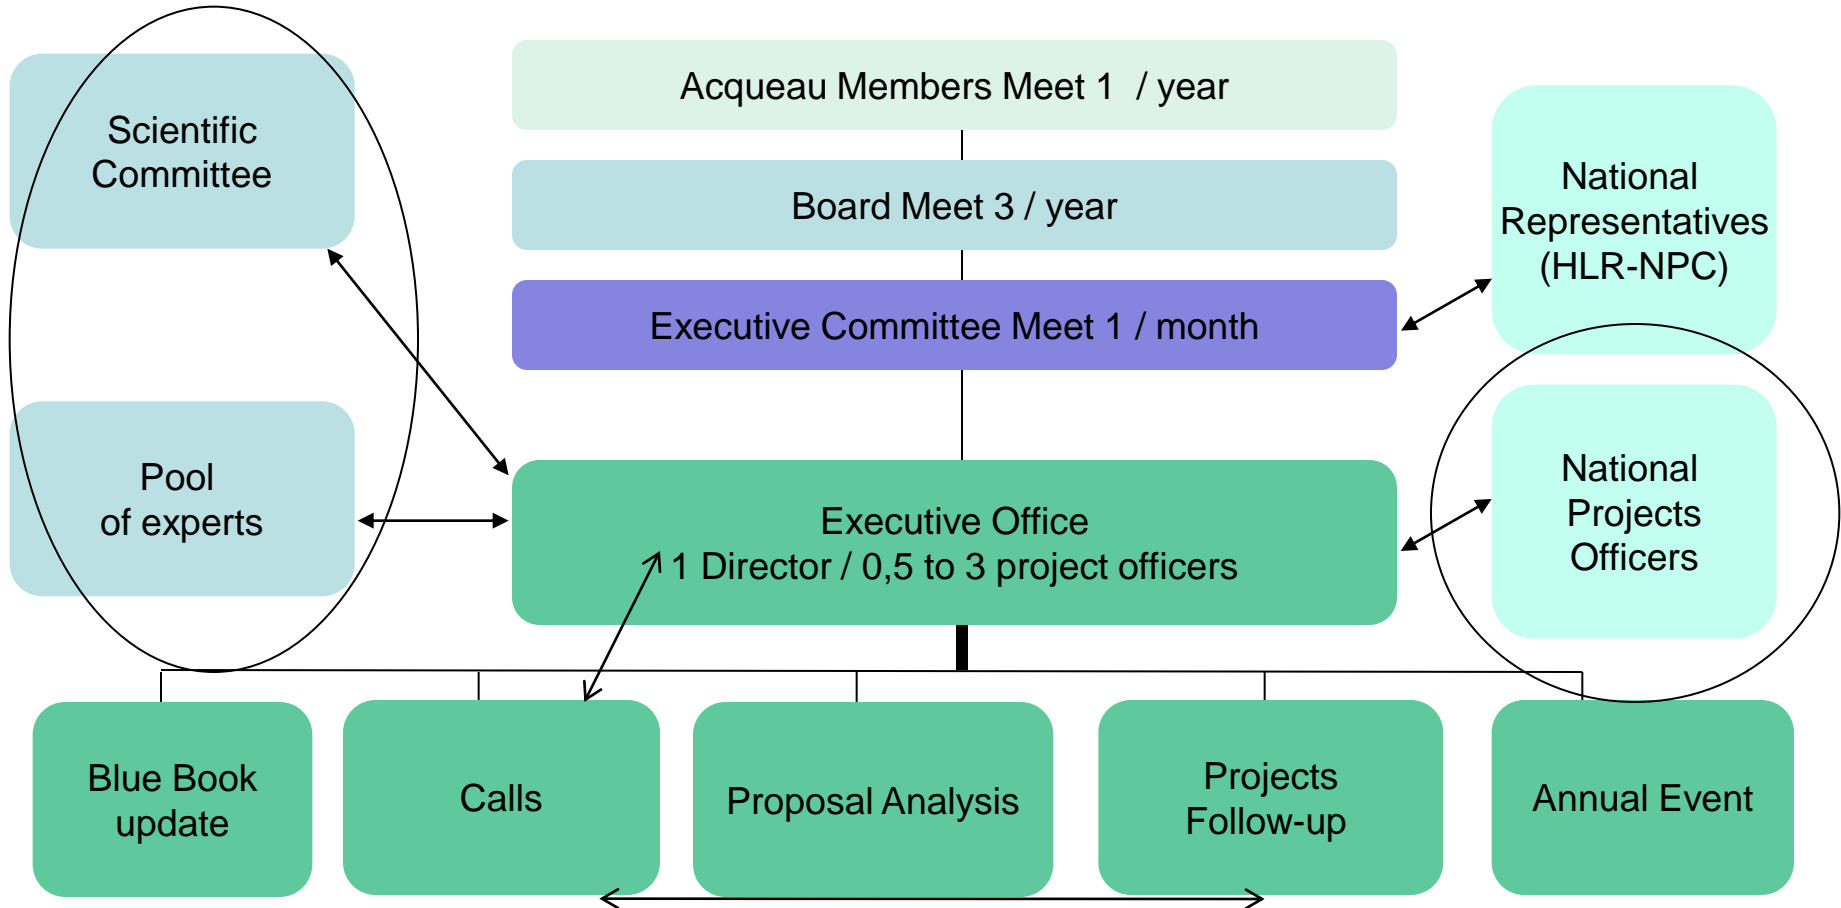 Acqueau Members Meet 1 / year
Scientific
Committee
Board Meet 3 / year
National
Representatives
(HLR-NPC)
Executive Committee Meet 1 / month
Pool
of experts
Executive Office
1 Director / 0,5 to 3 project officers
National
Projects
Officers
Blue Book
update
Calls
Proposal Analysis
Projects
Follow-up
Annual Event